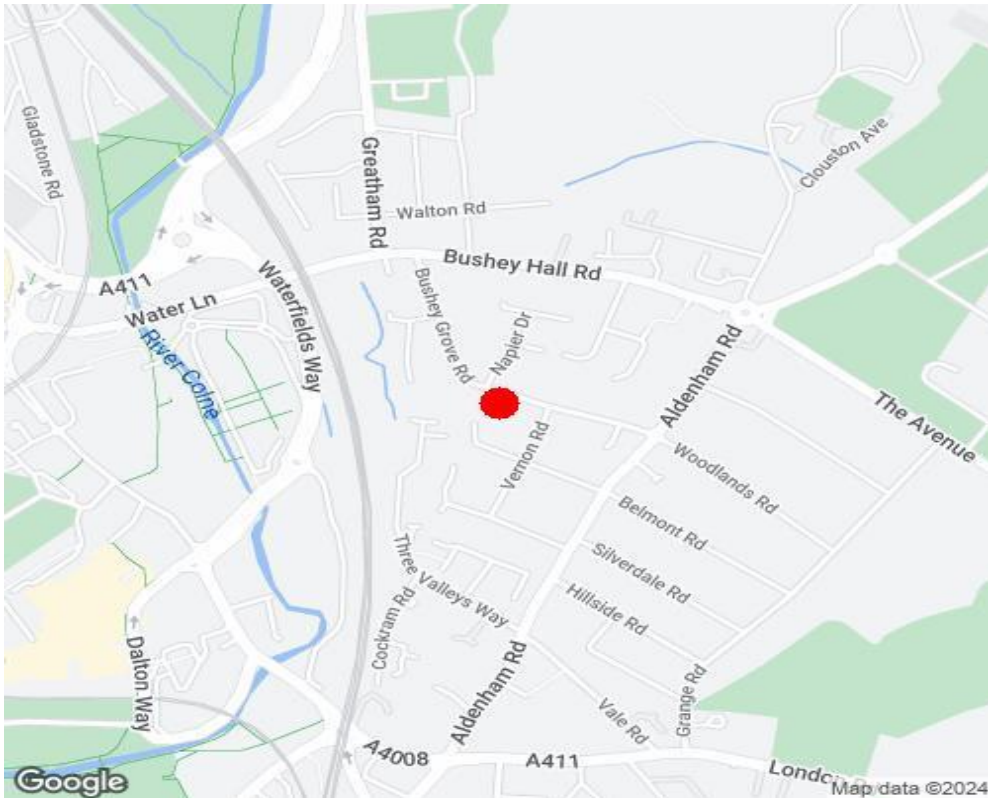 Gladstone Rd
Greatham Rd
Clouston Ave
Walton Rd
Bushey Hall Rd
A411
Water Ln
Waterfields Way
Bushey Grove Rd
Napier Dr
River Colne
Aldenham Rd
The Avenue
Vernon Rd
Woodlands Rd
Belmont Rd
Silverdale Rd
Three Valleys Way
Hillside Rd
Cockram Rd
Dalton Way
Aldenham Rd
Grange Rd
Vale Rd
A4008
A411
London
Google
Map data ©2024